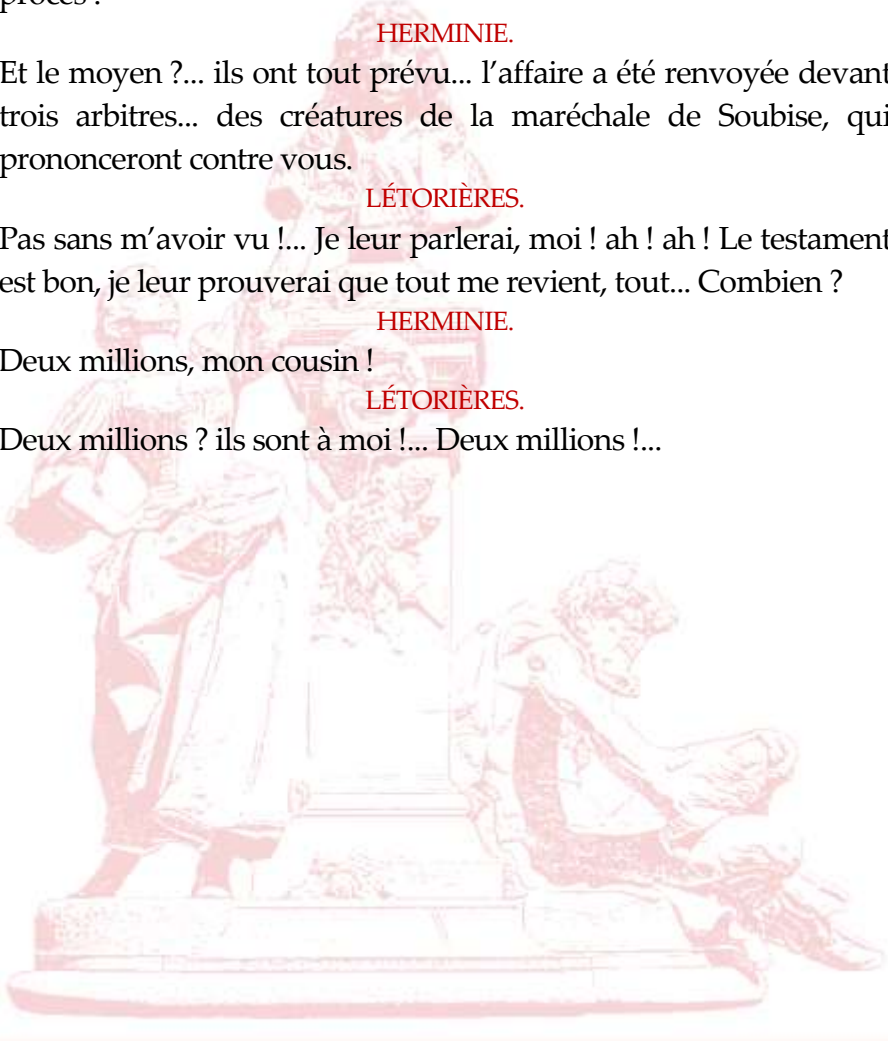 procès !
HERMINIE.
Et le moyen ?... ils ont tout prévu... l’affaire a été renvoyée devant
trois arbitres... des créatures de la maréchale de Soubise, qui
prononceront contre vous.
LÉTORIÈRES.
Pas sans m’avoir vu !... Je leur parlerai, moi ! ah ! ah ! Le testament
est bon, je leur prouverai que tout me revient, tout... Combien ?
HERMINIE.
Deux millions, mon cousin !
LÉTORIÈRES.
Deux millions ? ils sont à moi !... Deux millions !...